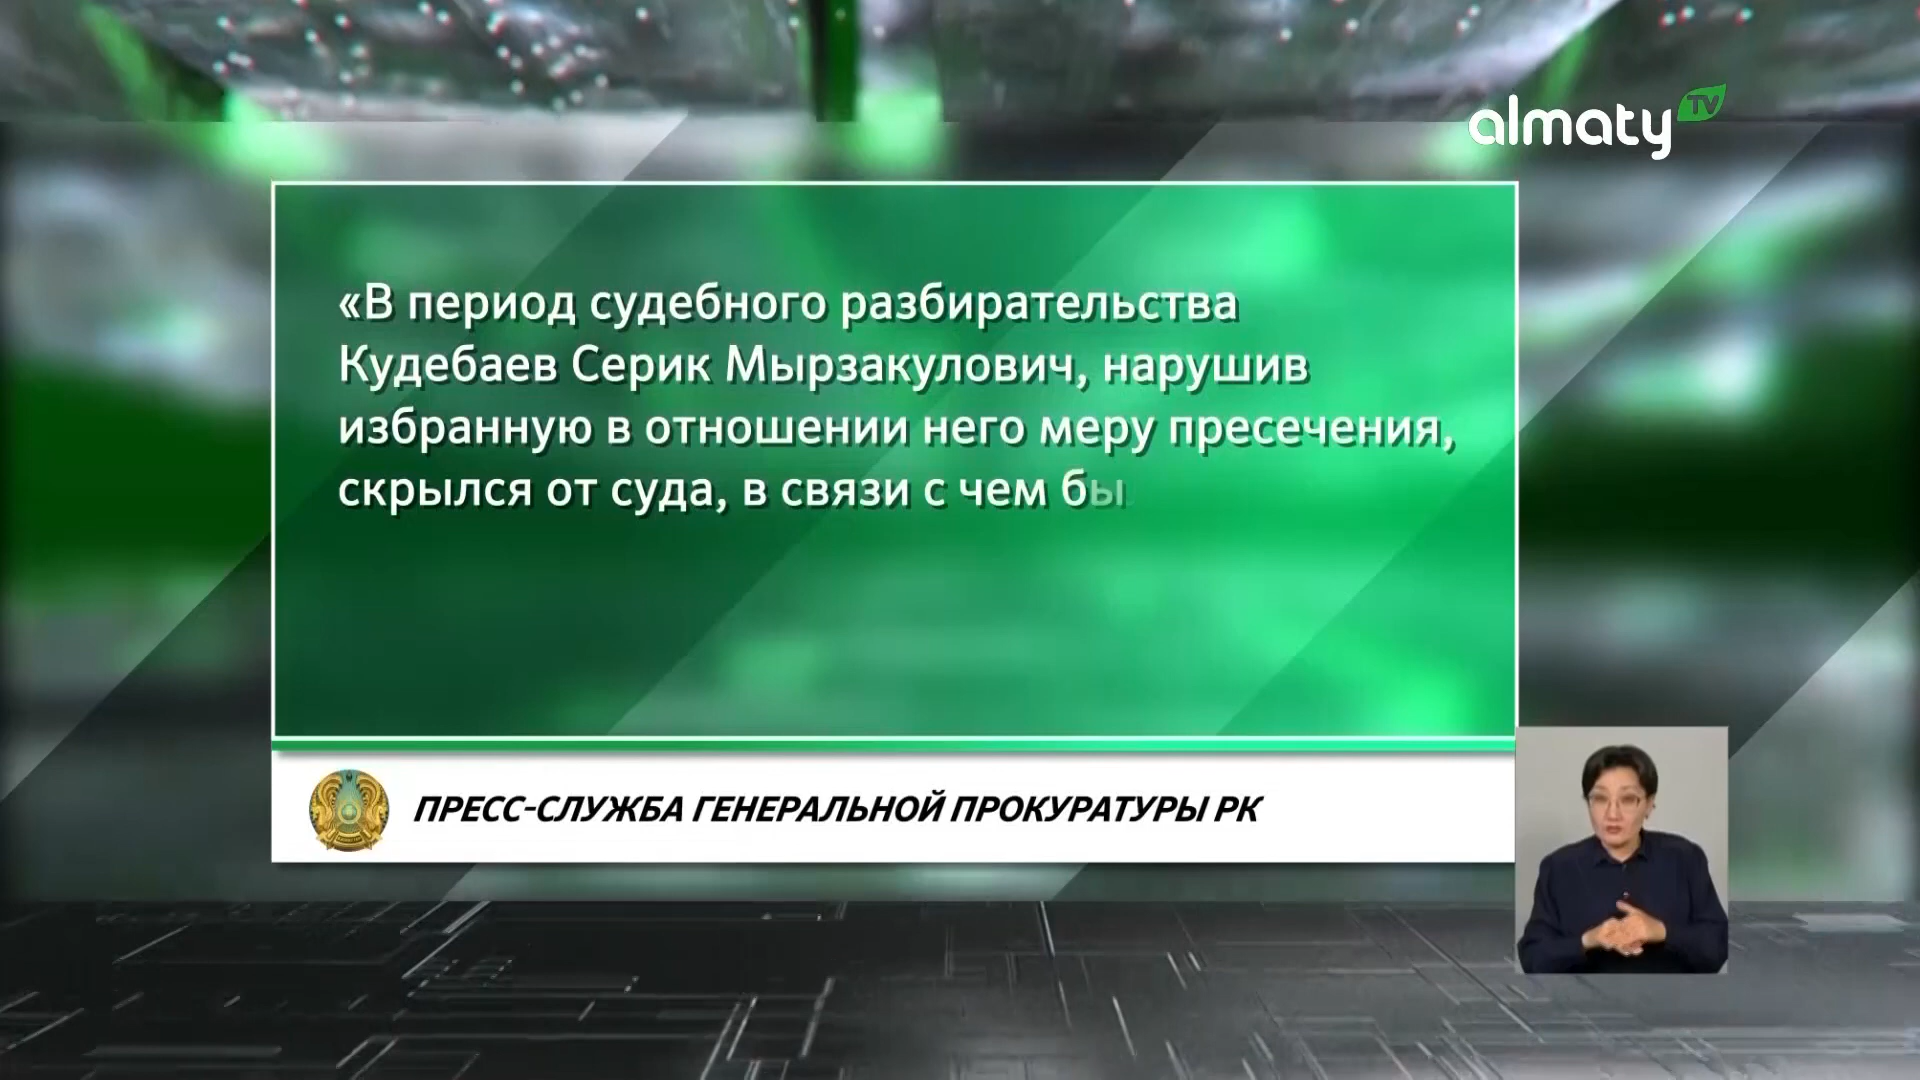 almaty TV
«В период судебного разбирательства
Кудебаев Серик Мырзакулович, нарушив
избранную в отношении него меру пресечения,
скрылся от суда, в связи с чем бы
ПРЕСС-СЛУЖБА ГЕНЕРАЛЬНОЙ ПРОКУРАТУРЫ РК